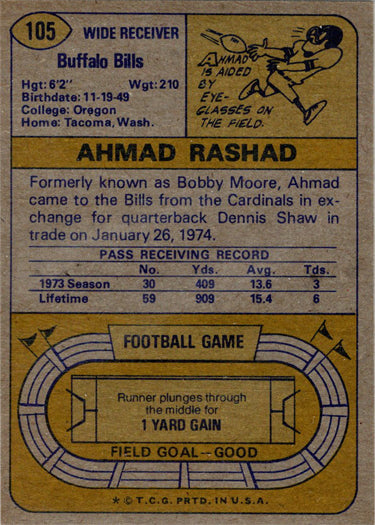 105 WIDE RECEIVER
Buffalo Bills
Hgt: 6'2" Wgt: 210
Birthdate: 11-19-49
College: Oregon
Home: Tacoma, Wash.
AHMAD
IS AIDED
BY
EYE-
GLASSES ON
THE FIELD.
AHMAD RASHAD
Formerly known as Bobby Moore, Ahmad
came to the Bills from the Cardinals in ex-
change for quarterback Dennis Shaw in
trade on January 26, 1974.
PASS RECEIVING RECORD
No. Yds. Avg. Tds.
1973 Season 30 409 13.6 3
Lifetime 59 909 15.4 6
FOOTBALL GAME
Runner plunges through
the middle for
1 YARD GAIN
FIELD GOAL—GOOD
* © T.C.G. PRTD. IN U.S.A.